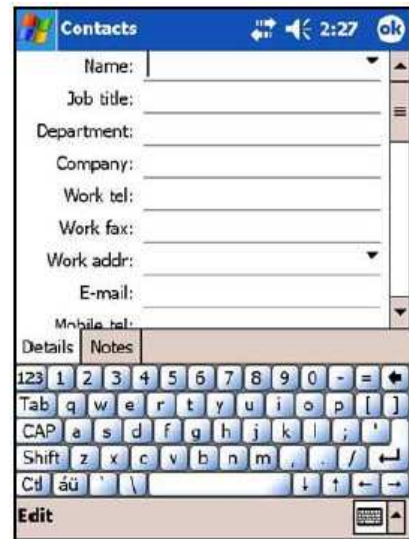 Contacts 2:27 ok
Name:
Job title:
Department:
Company:
Work tel:
Work fax:
Work addr:
E-mail:
Mobile tel:
Details Notes
123 1 2 3 4 5 6 7 8 9 0 - =
Tab q w e r t y u i o p [ ]
CAP a s d f g h j k l ; '
Shift z x c v b n m , . /
Ctl áü ` \
Edit